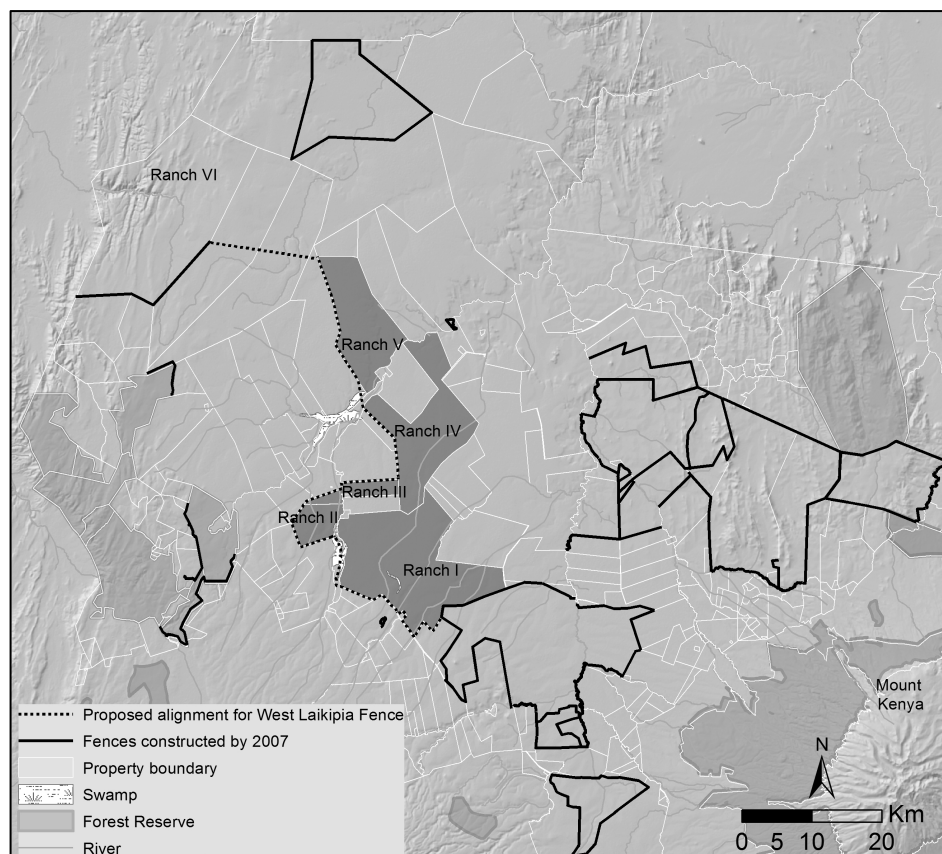 Ranch VI
Ranch V
Ranch IV
Ranch III
Ranch II
Ranch I
Mount
Kenya
Proposed alignment for West Laikipia Fence
Fences constructed by 2007
Property boundary
Swamp
Forest Reserve
River
N
Km
0 5 10 20